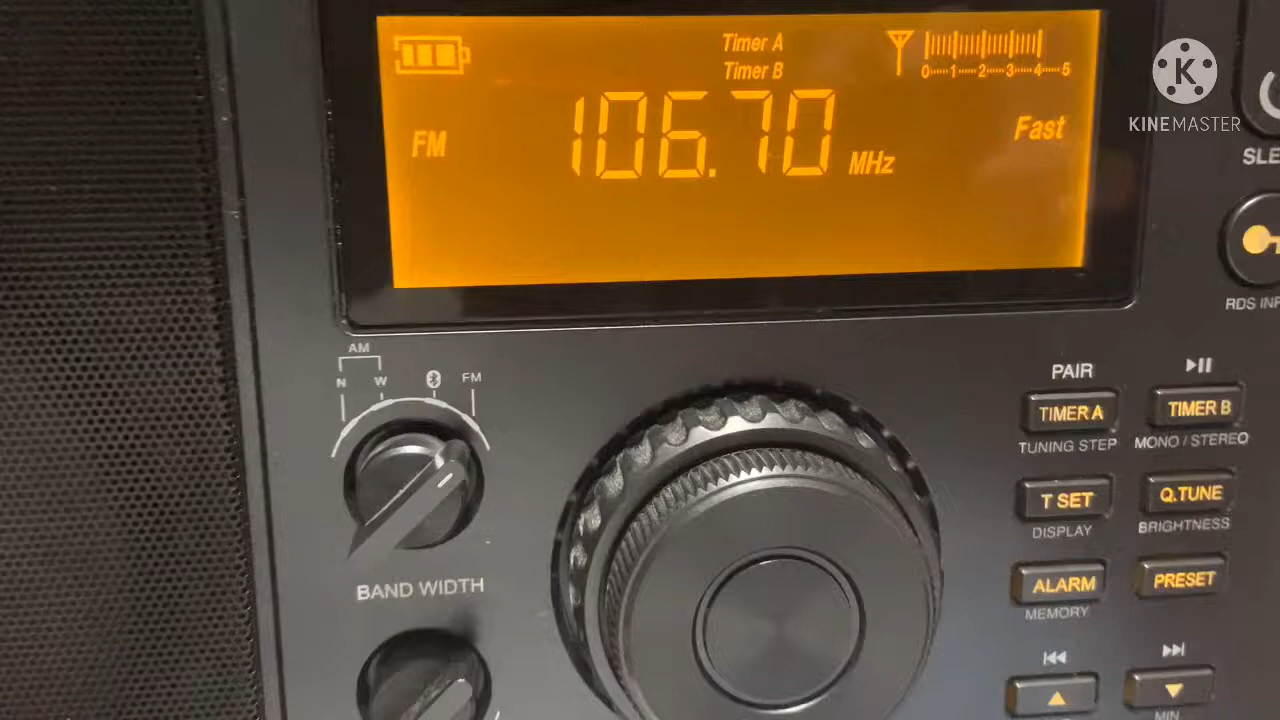 Timer A
Timer B
0 1 2 3 4 5
FM
106.70 MHz
Fast
KINEMASTER
SLE
RDS INF
AM
N W FM
BAND WIDTH
PAIR
TIMER A
TIMER B
TUNING STEP
MONO / STEREO
T SET
Q.TUNE
DISPLAY
BRIGHTNESS
ALARM
PRESET
MEMORY
MIN